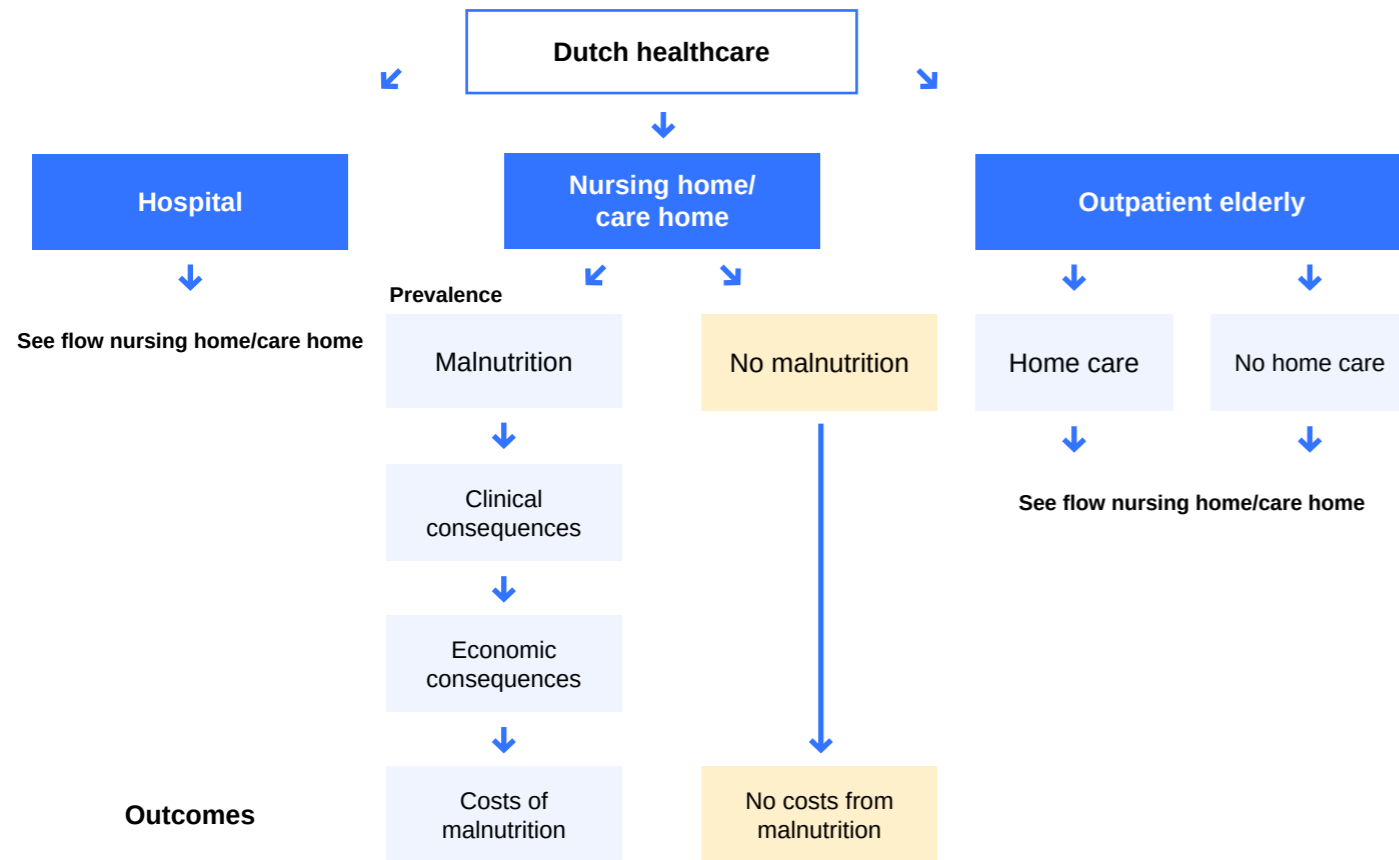 Dutch healthcare
Hospital
Nursing home/
care home
Outpatient elderly
See flow nursing home/care home
Prevalence
Malnutrition
No malnutrition
Home care
No home care
Clinical
consequences
See flow nursing home/care home
Economic
consequences
Outcomes
Costs of
malnutrition
No costs from
malnutrition